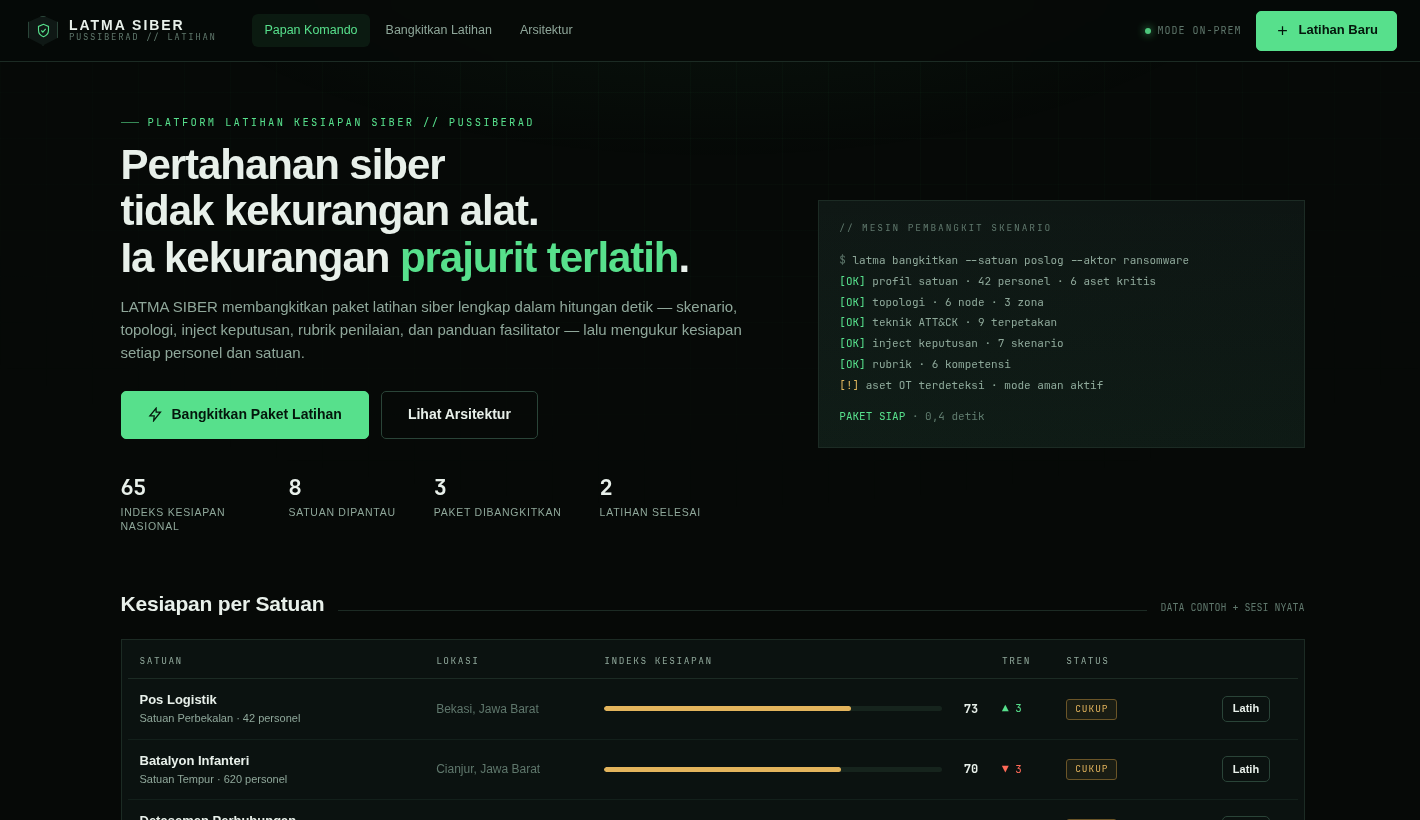 LATMA SIBER
PUSSIBERAD // LATIHAN
Papan Komando
Bangkitkan Latihan
Arsitektur
MODE ON-PREM
+ Latihan Baru
PLATFORM LATIHAN KESIAPAN SIBER // PUSSIBERAD
Pertahanan siber
tidak kekurangan alat.
Ia kekurangan prajurit terlatih.
LATMA SIBER membangkitkan paket latihan siber lengkap dalam hitungan detik — skenario,
topologi, inject keputusan, rubrik penilaian, dan panduan fasilitator — lalu mengukur kesiapan
setiap personel dan satuan.
Bangkitkan Paket Latihan
Lihat Arsitektur
// MESIN PEMBANGKIT SKENARIO
$ latma bangkitkan --satuan poslog --aktor ransomware
[OK] profil satuan · 42 personel · 6 aset kritis
[OK] topologi · 6 node · 3 zona
[OK] teknik ATT&CK · 9 terpetakan
[OK] inject keputusan · 7 skenario
[OK] rubrik · 6 kompetensi
[!] aset OT terdeteksi · mode aman aktif
PAKET SIAP · 0,4 detik
65
INDEKS KESIAPAN
NASIONAL
8
SATUAN DIPANTAU
3
PAKET DIBANGKITKAN
2
LATIHAN SELESAI
Kesiapan per Satuan
DATA CONTOH + SESI NYATA
SATUAN LOKASI INDEKS KESIAPAN TREN STATUS
Pos Logistik
Satuan Perbekalan · 42 personel
Bekasi, Jawa Barat
73
▲ 3
CUKUP
Latih
Batalyon Infanteri
Satuan Tempur · 620 personel
Cianjur, Jawa Barat
70
▼ 3
CUKUP
Latih